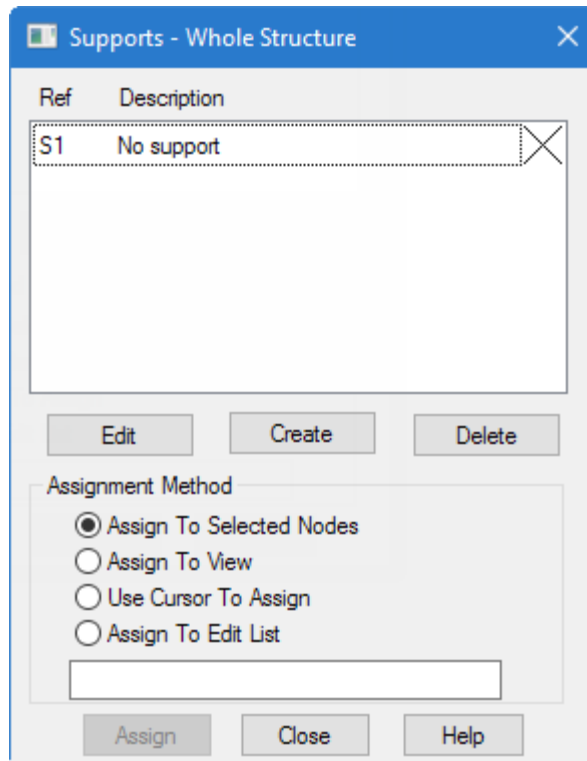 Supports - Whole Structure
Ref Description
S1 No support
Edit Create Delete
Assignment Method
Assign To Selected Nodes
Assign To View
Use Cursor To Assign
Assign To Edit List
Assign Close Help